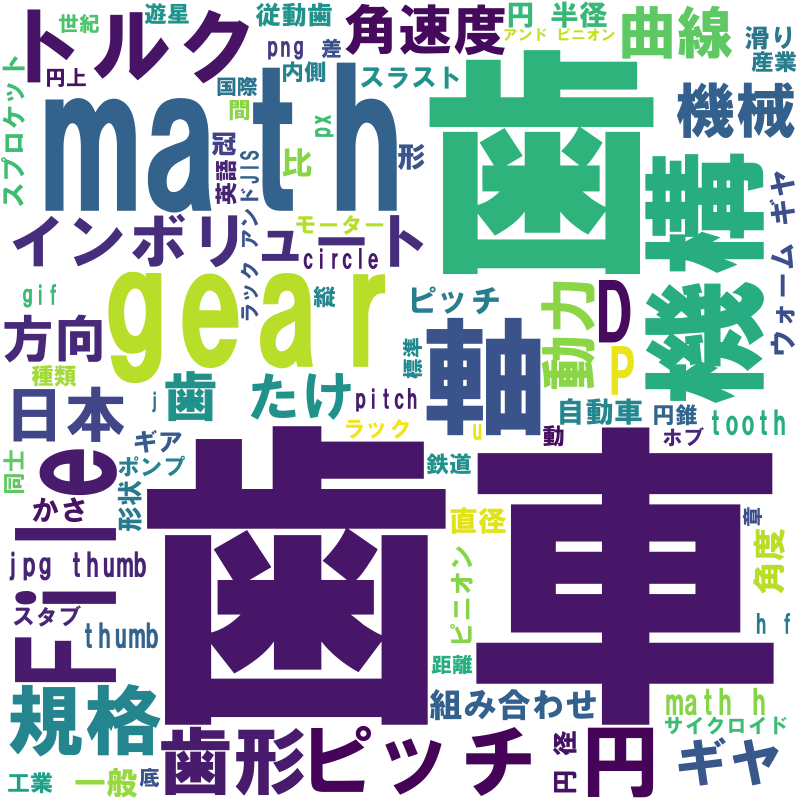 世紀
遊星
従動歯
円 半径
アンド ピニオン
トルク
png 差
角速度
曲線
滑り
産業
円上
国際
内側
スラスト
スプロケット
math
間
px
歯
機械
英語図
JIS
比
形
ラック アンド
インボリュート
モーター
circle
機構
ウォーム ギヤ
gif
gear
縦
ピッチ
動力
D
方向
種類
標準
軸
P
日本
歯 たけ
j
pitch
自動車
円錐
tooth
ラック
u
動
ホブ
ギア
ポンプ
同士
鉄道
File
かさ
形状
歯車
直径
章
角度
jpg thumb
ピニオン
スタブ
thumb
h f
距離
規格
組み合わせ
math h
サイクロイド
歯形
ピッチ 円
円 径
ギヤ
工業
一般
底